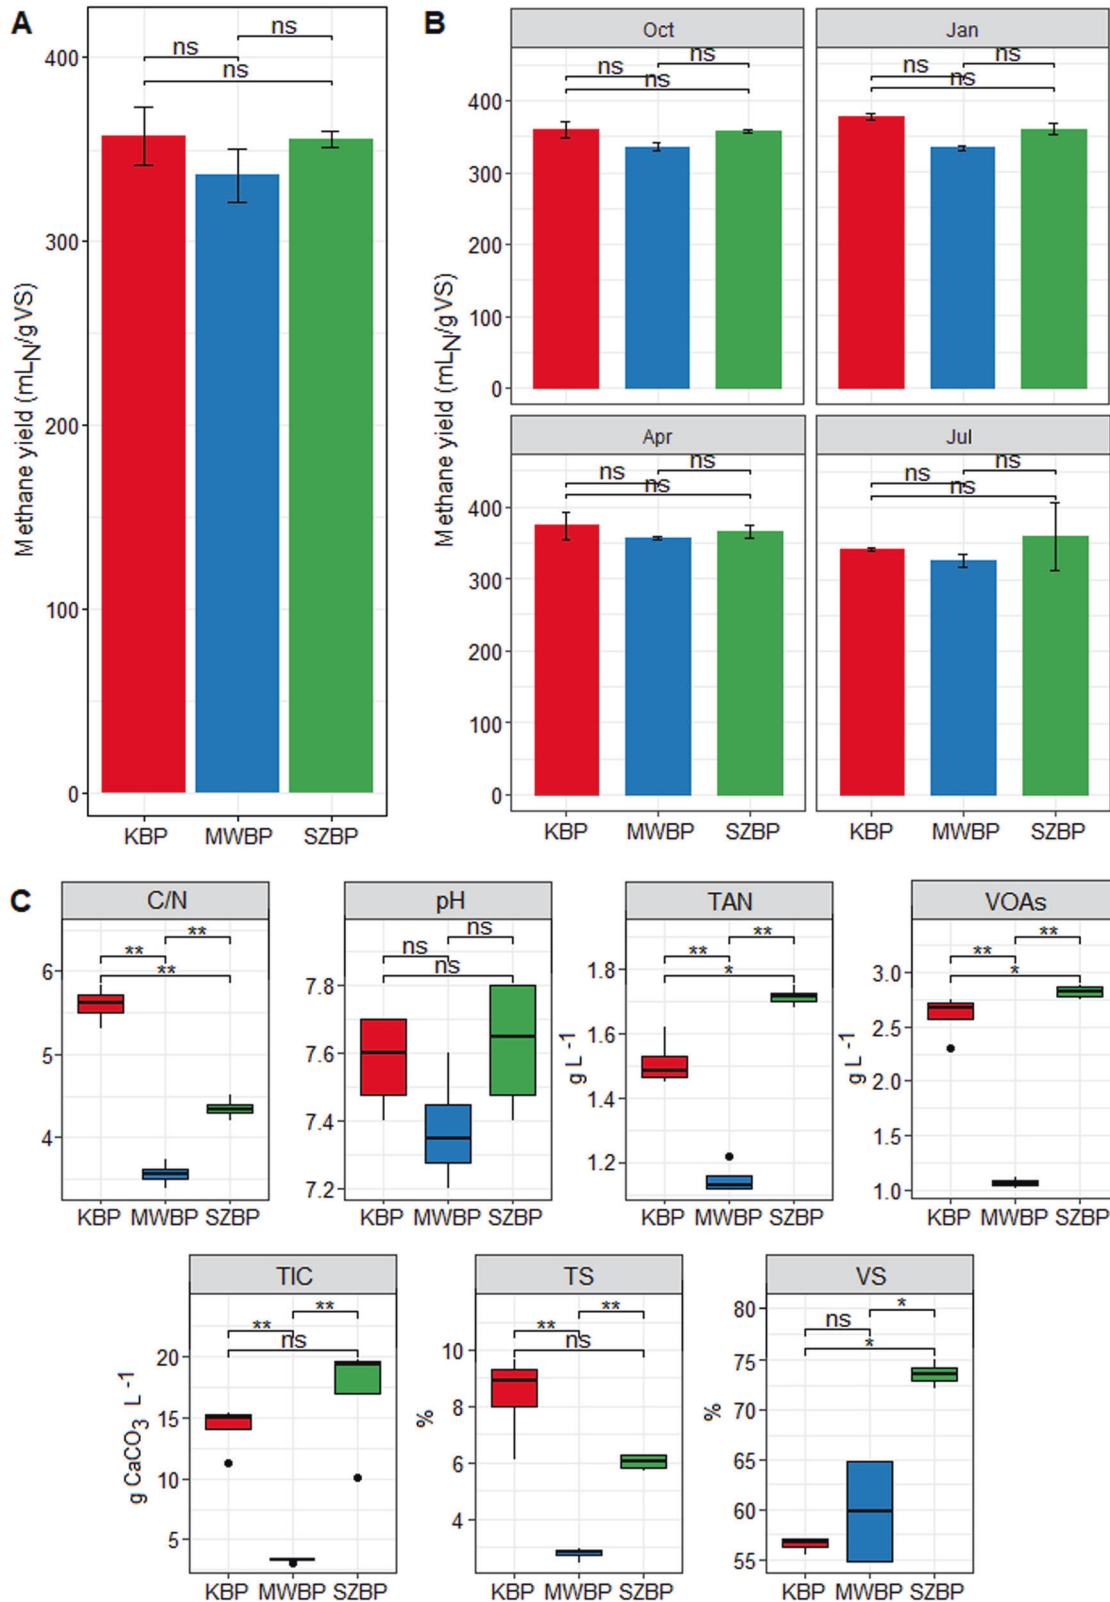 A
Methane yield (mLN/g VS)
400
300
200
100
0
ns
ns
ns
KBP MWBP SZBP
B
Methane yield (mLN/g VS)
Oct
Jan
400
300
200
100
0
ns
ns
ns
ns
ns
ns
Apr
Jul
400
300
200
100
0
ns
ns
ns
ns
ns
ns
KBP MWBP SZBP
KBP MWBP SZBP
C
C/N
6
5
4
**
**
**
KBP MWBP SZBP
pH
7.8
7.6
7.4
7.2
ns
ns
ns
KBP MWBP SZBP
TAN
g L -1
1.8
1.6
1.4
1.2
**
**
*
KBP MWBP SZBP
VOAs
g L -1
3.0
2.5
2.0
1.5
1.0
**
**
*
KBP MWBP SZBP
TIC
g CaCO3 L -1
20
15
10
5
**
**
ns
KBP MWBP SZBP
TS
%
10
8
6
4
**
**
ns
KBP MWBP SZBP
VS
%
80
75
70
65
60
55
*
ns
*
KBP MWBP SZBP